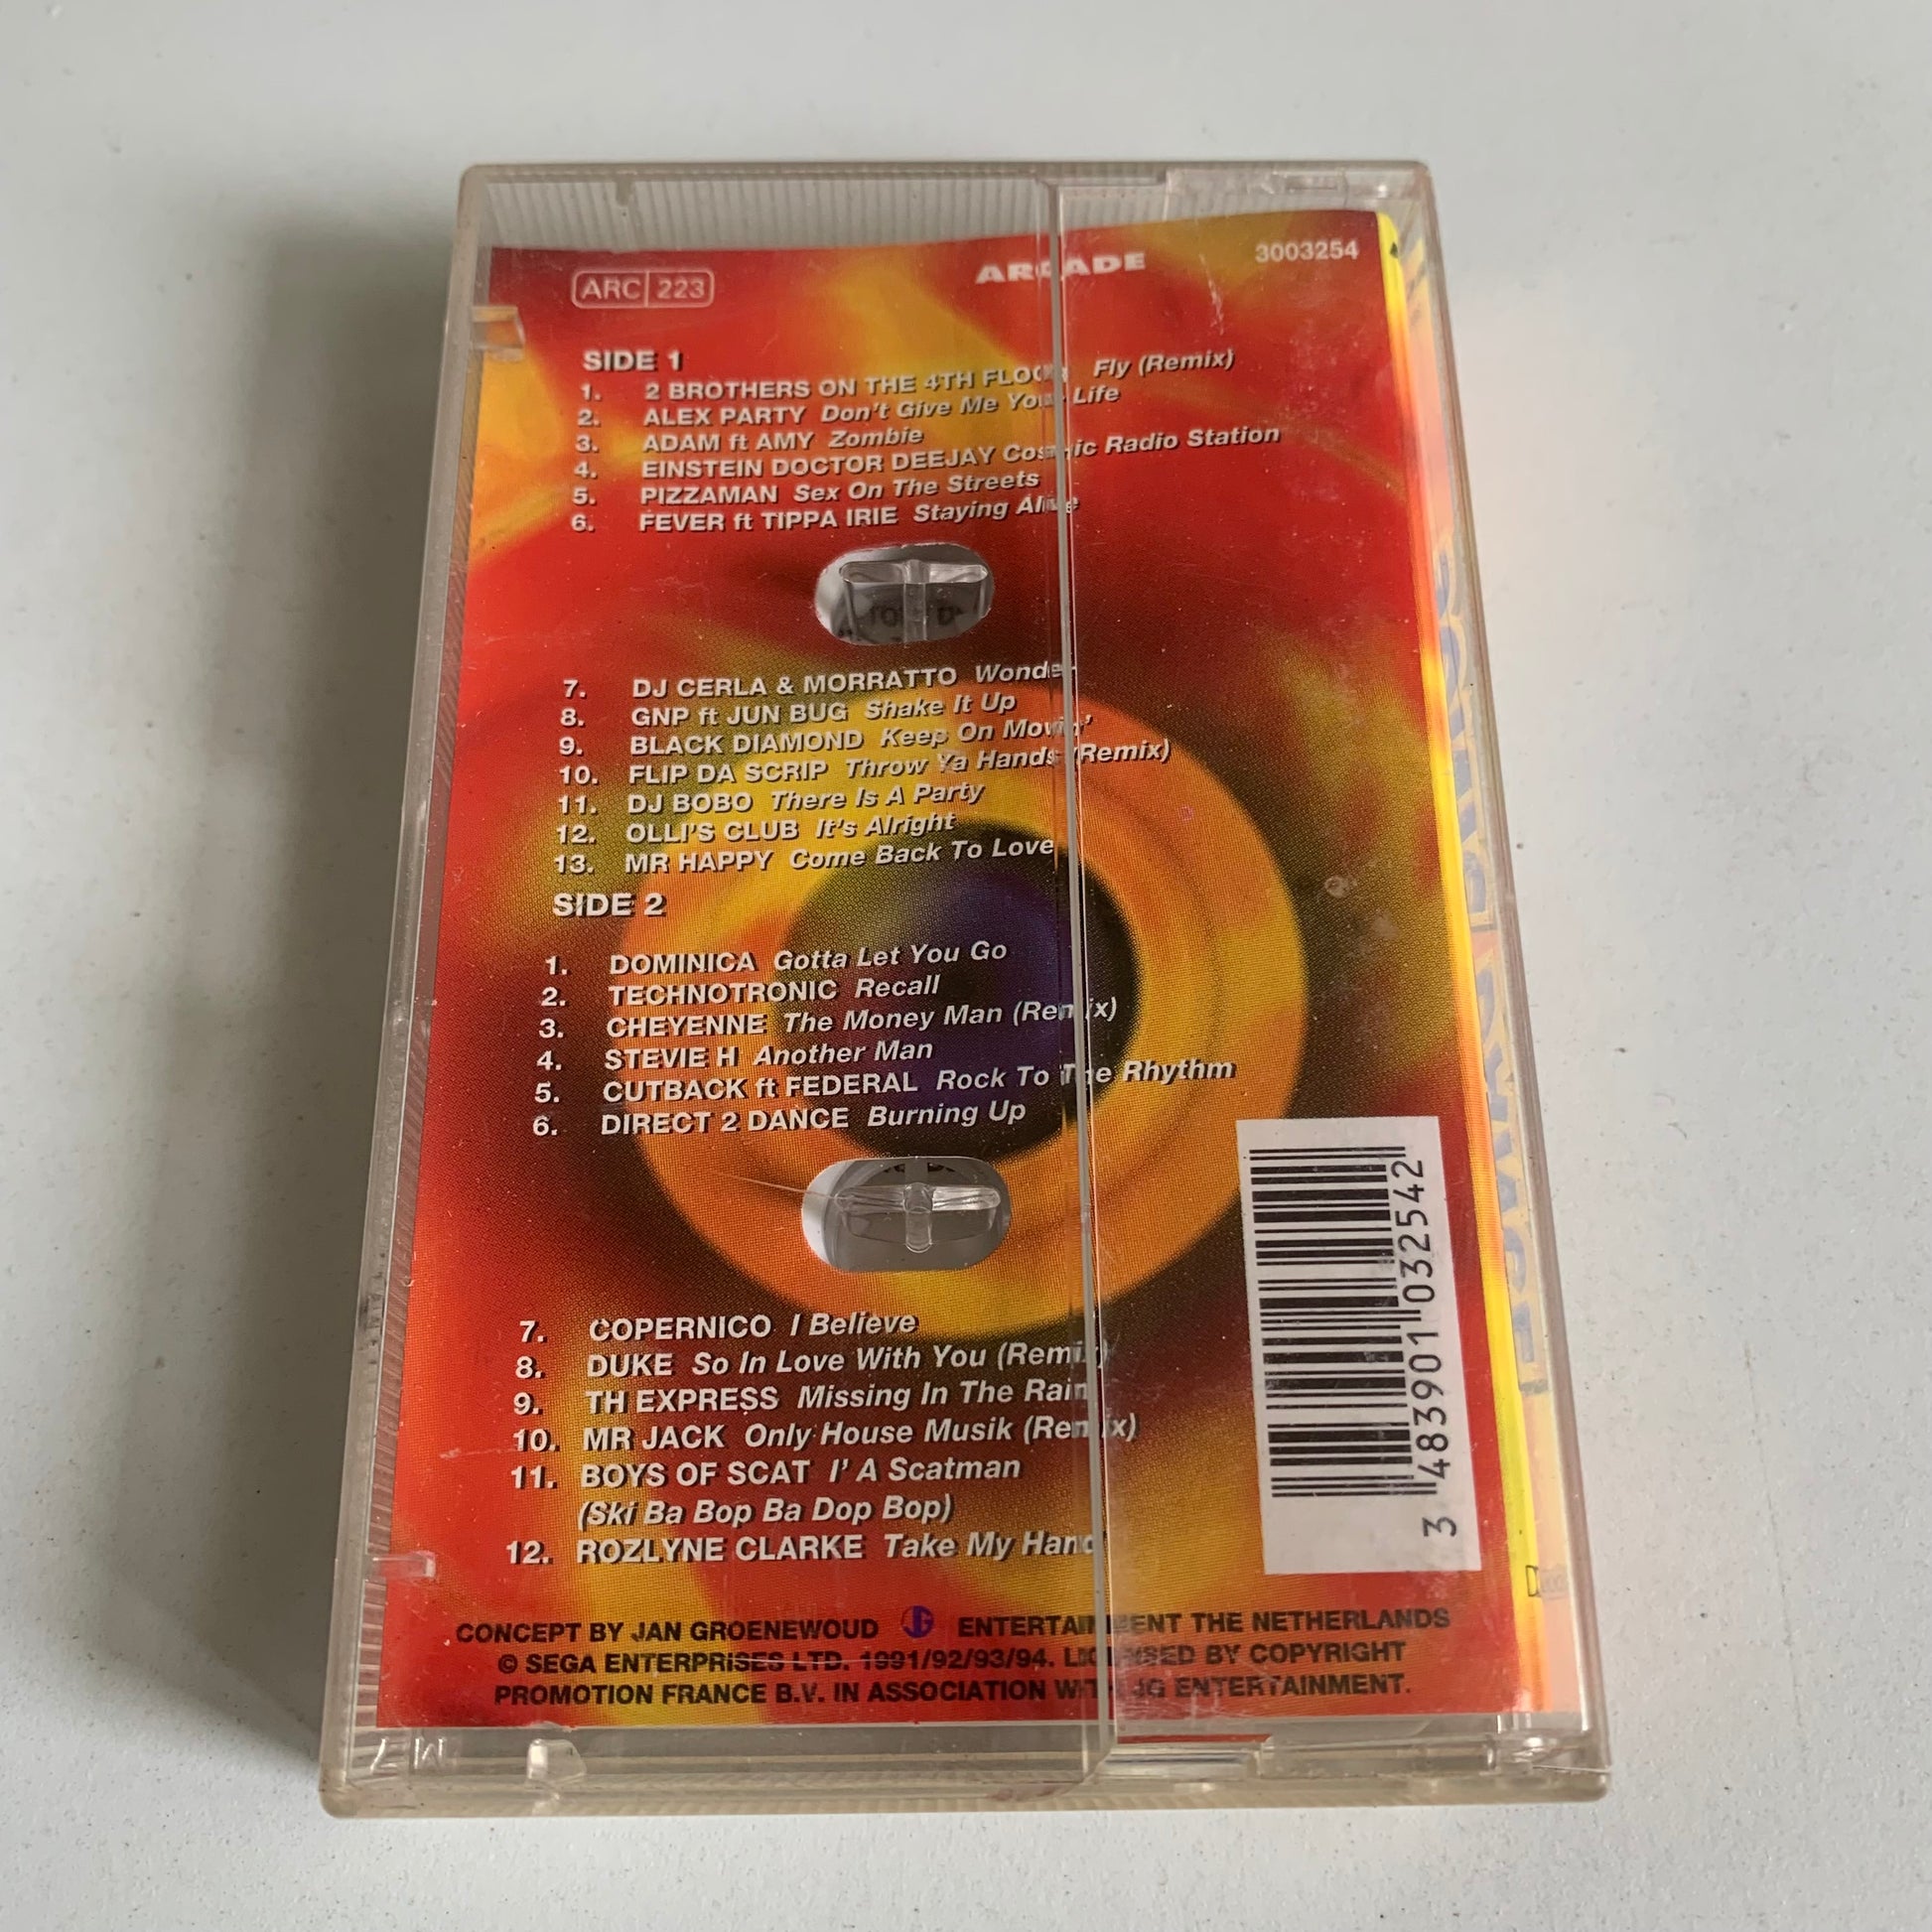 ARC 223
ARCADE
3003254
SIDE 1
1. 2 BROTHERS ON THE 4TH FLOOR Fly (Remix)
2. ALEX PARTY Don't Give Me Your Life
3. ADAM ft AMY Zombie
4. EINSTEIN DOCTOR DEEJAY Cosmic Radio Station
5. PIZZAMAN Sex On The Streets
6. FEVER ft TIPPA IRIE Staying Alive
7. DJ CERLA & MORRATTO Wonder
8. GNP ft JUN BUG Shake It Up
9. BLACK DIAMOND Keep On Movin'
10. FLIP DA SCRIP Throw Ya Hands (Remix)
11. DJ BOBO There Is A Party
12. OLLI'S CLUB It's Alright
13. MR HAPPY Come Back To Love
SIDE 2
1. DOMINICA Gotta Let You Go
2. TECHNOTRONIC Recall
3. CHEYENNE The Money Man (Remix)
4. STEVIE H Another Man
5. CUTBACK ft FEDERAL Rock To The Rhythm
6. DIRECT 2 DANCE Burning Up
7. COPERNICO I Believe
8. DUKE So In Love With You (Remix)
9. TH EXPRESS Missing In The Rain
10. MR JACK Only House Musik (Remix)
11. BOYS OF SCAT I' A Scatman
(Ski Ba Bop Ba Dop Bop)
12. ROZLYNE CLARKE Take My Hand
3 483901 032542
CONCEPT BY JAN GROENEWOUD JG ENTERTAINMENT THE NETHERLANDS
© SEGA ENTERPRISES LTD. 1991/92/93/94. LICENSED BY COPYRIGHT
PROMOTION FRANCE B.V. IN ASSOCIATION WITH JG ENTERTAINMENT.